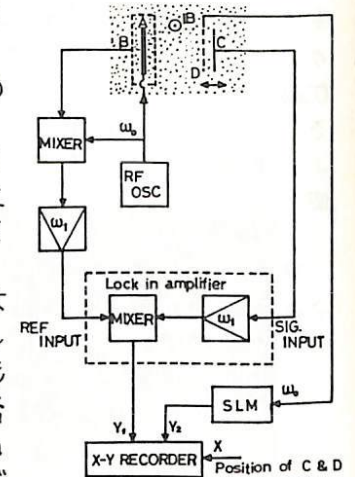 A
IB
B
C
D
ω₀
MIXER
RF
OSC
ω₁
Lock in amplifier
MIXER
ω₁
REF
INPUT
SIG.
INPUT
SLM
ω₀
Y₁
Y₂
X
X-Y RECORDER
Position of C & D